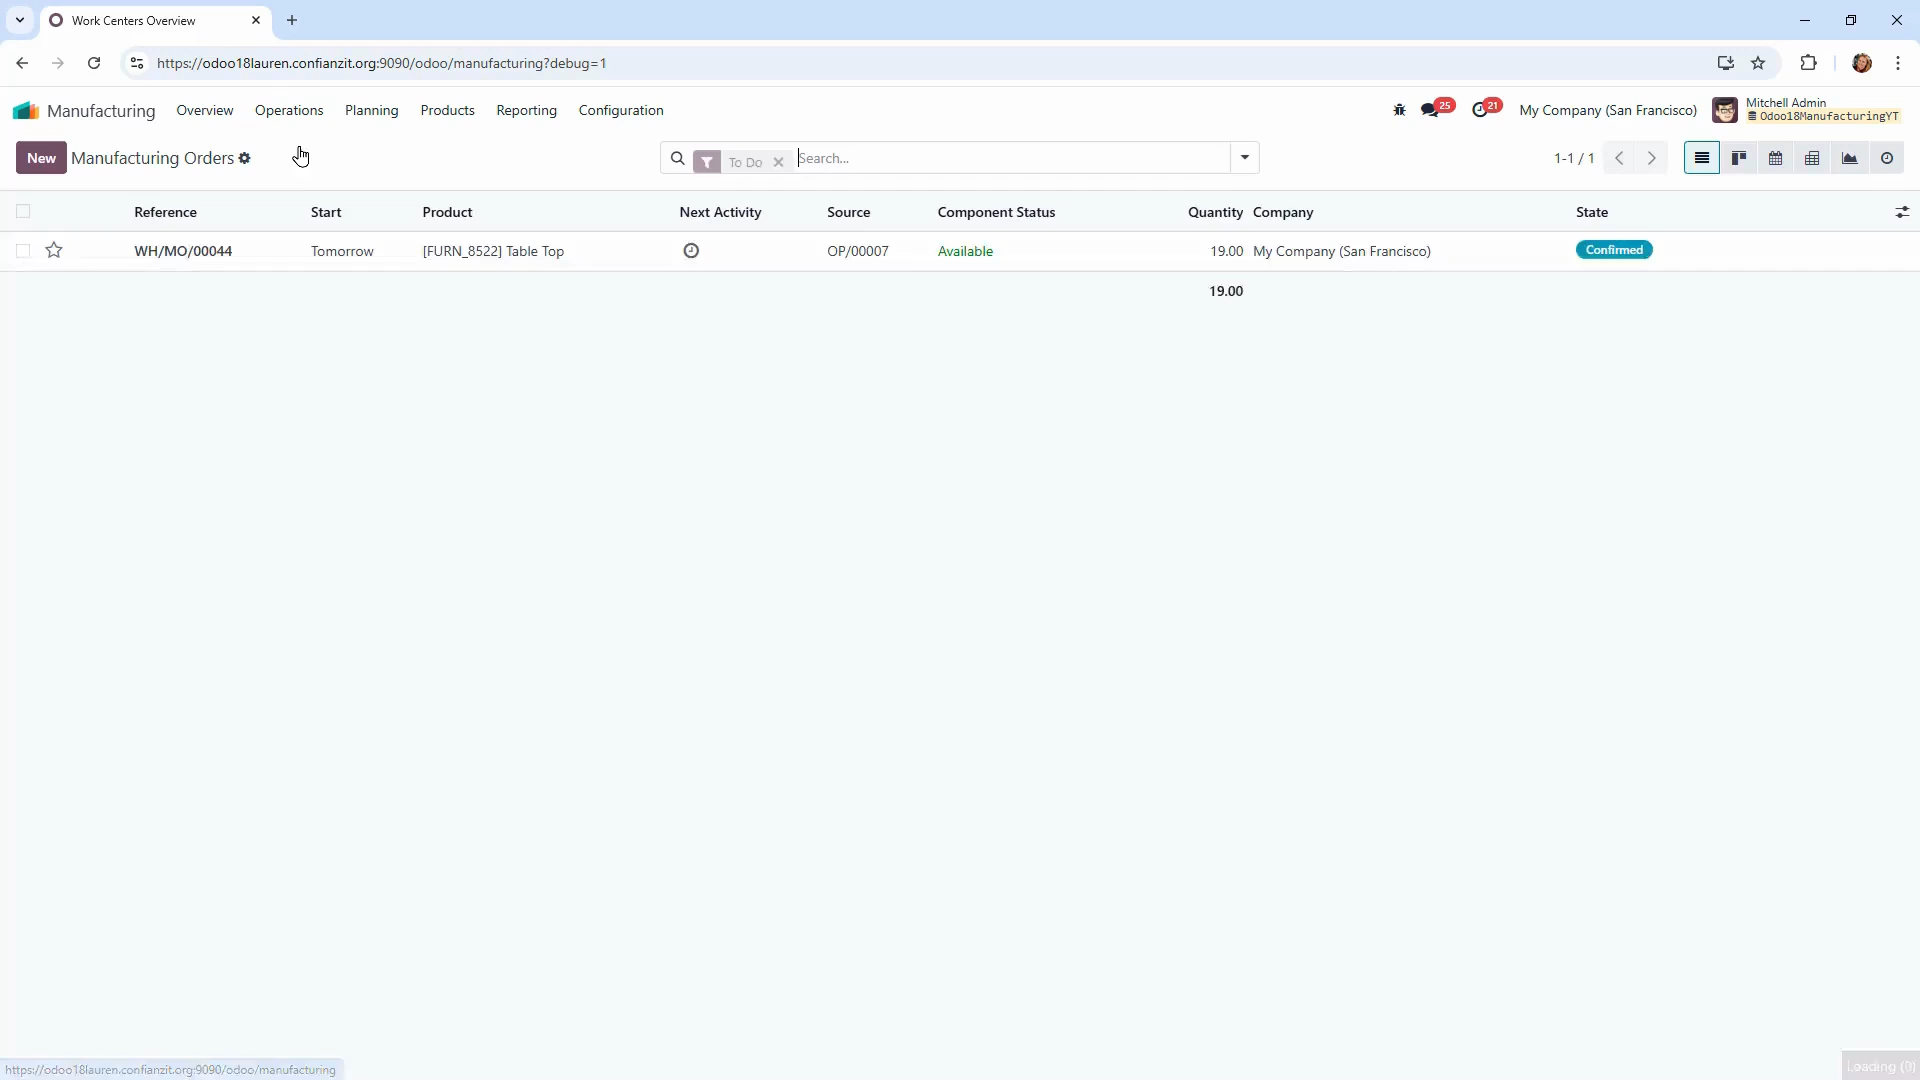 Work Centers Overview
https://odoo18lauren.confianzit.org:9090/odoo/manufacturing?debug=1
Manufacturing Overview Operations Planning Products Reporting Configuration 25 21 My Company (San Francisco) Mitchell Admin
Odoo18ManufacturingYT
New Manufacturing Orders To Do Search... 1-1 / 1
Reference Start Product Next Activity Source Component Status Quantity Company State
WH/MO/00044 Tomorrow [FURN_8522] Table Top OP/00007 Available 19.00 My Company (San Francisco) Confirmed
19.00
https://odoo18lauren.confianzit.org:9090/odoo/manufacturing
Loading (9)